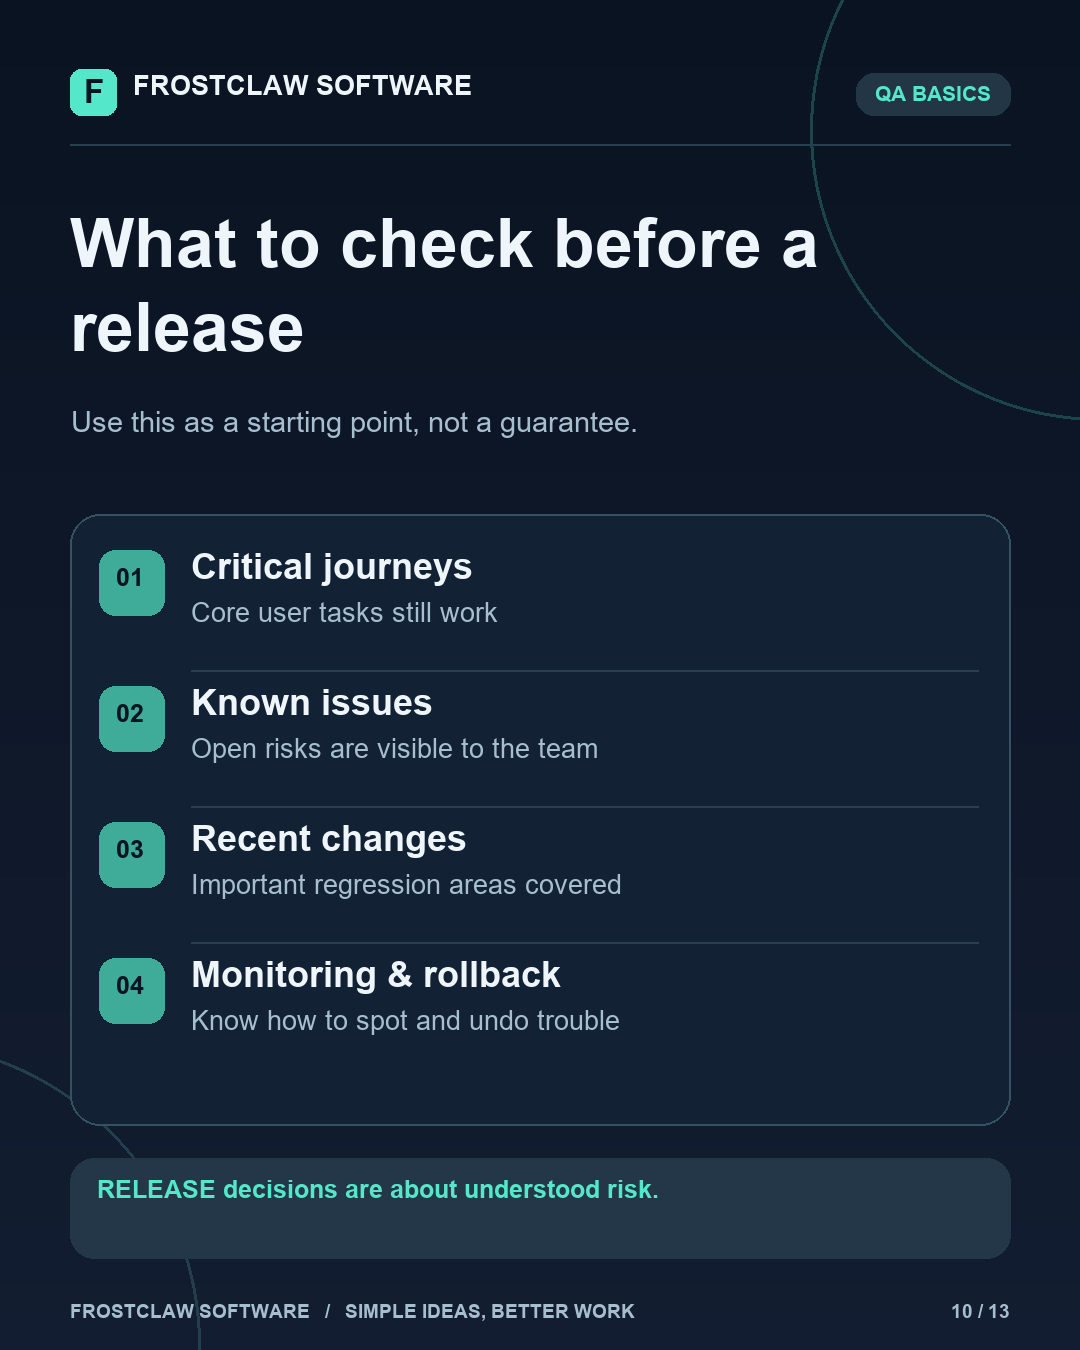 F
FROSTCLAW SOFTWARE
QA BASICS
What to check before a
release
Use this as a starting point, not a guarantee.
01
Critical journeys
Core user tasks still work
02
Known issues
Open risks are visible to the team
03
Recent changes
Important regression areas covered
04
Monitoring & rollback
Know how to spot and undo trouble
RELEASE decisions are about understood risk.
FROSTCLAW SOFTWARE / SIMPLE IDEAS, BETTER WORK
10 / 13